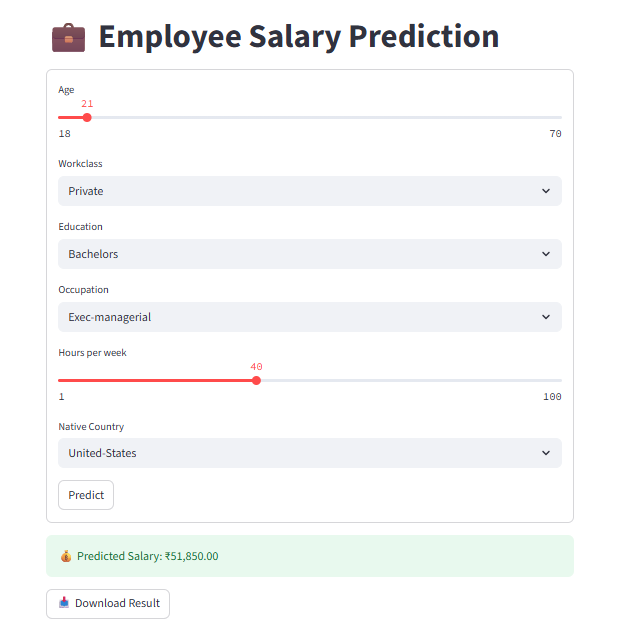 Employee Salary Prediction
Age
21
18 70
Workclass
Private
Education
Bachelors
Occupation
Exec-managerial
Hours per week
40
1 100
Native Country
United-States
Predict
Predicted Salary: ₹51,850.00
Download Result